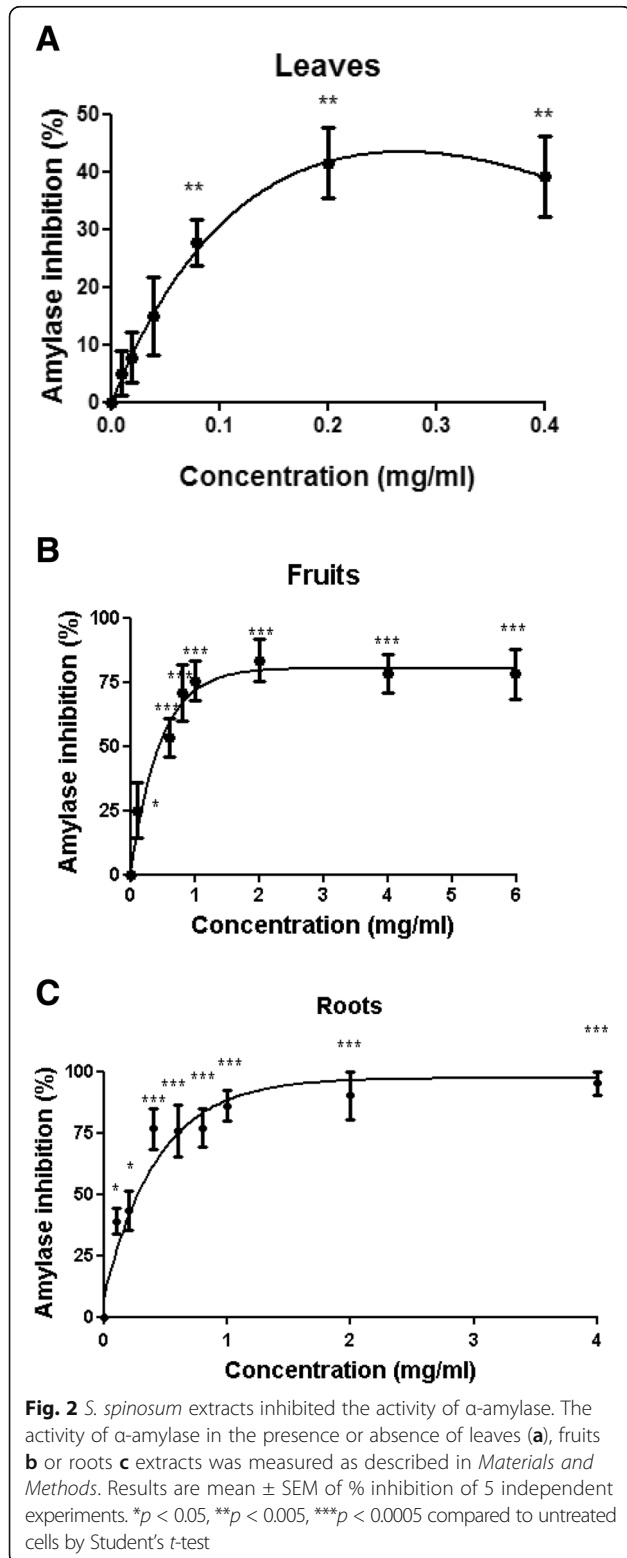 A
Leaves
Amylase inhibition (%)
50
40
30
20
10
0
** ** **
0.0 0.1 0.2 0.3 0.4
Concentration (mg/ml)
B
Fruits
Amylase inhibition (%)
100
75
50
25
0
* *** *** *** *** *** ***
0 1 2 3 4 5 6
Concentration (mg/ml)
C
Roots
Amylase inhibition (%)
100
75
50
25
0
* * *** *** *** *** *** ***
0 1 2 3 4
Concentration (mg/ml)
Fig. 2 S. spinosum extracts inhibited the activity of α-amylase. The
activity of α-amylase in the presence or absence of leaves (a), fruits
b or roots c extracts was measured as described in Materials and
Methods. Results are mean ± SEM of % inhibition of 5 independent
experiments. *p < 0.05, **p < 0.005, ***p < 0.0005 compared to untreated
cells by Student's t-test